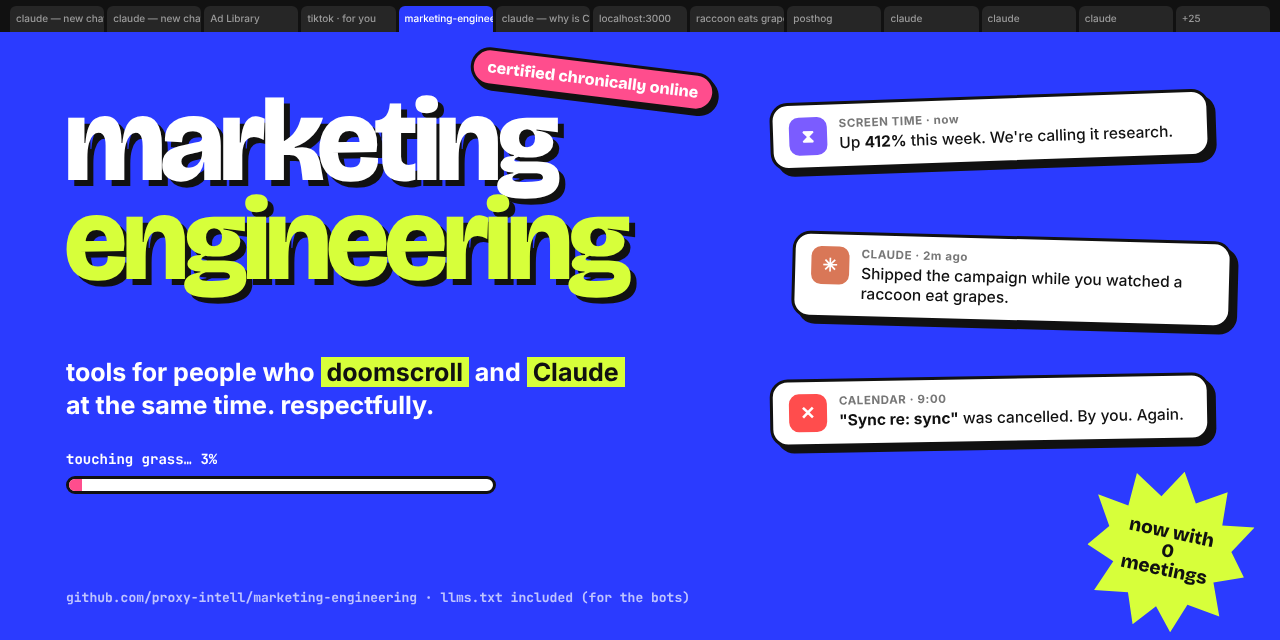 claude — new cha
claude — new cha
Ad Library
tiktok · for you
marketing-enginee
claude — why is C
localhost:3000
raccoon eats grap
posthog
claude
claude
claude
+25
certified chronically online
marketing
engineering
tools for people who doomscroll and Claude
at the same time. respectfully.
touching grass… 3%
github.com/proxy-intell/marketing-engineering · llms.txt included (for the bots)
SCREEN TIME · now
Up 412% this week. We're calling it research.
CLAUDE · 2m ago
Shipped the campaign while you watched a
raccoon eat grapes.
CALENDAR · 9:00
"Sync re: sync" was cancelled. By you. Again.
now with
0
meetings